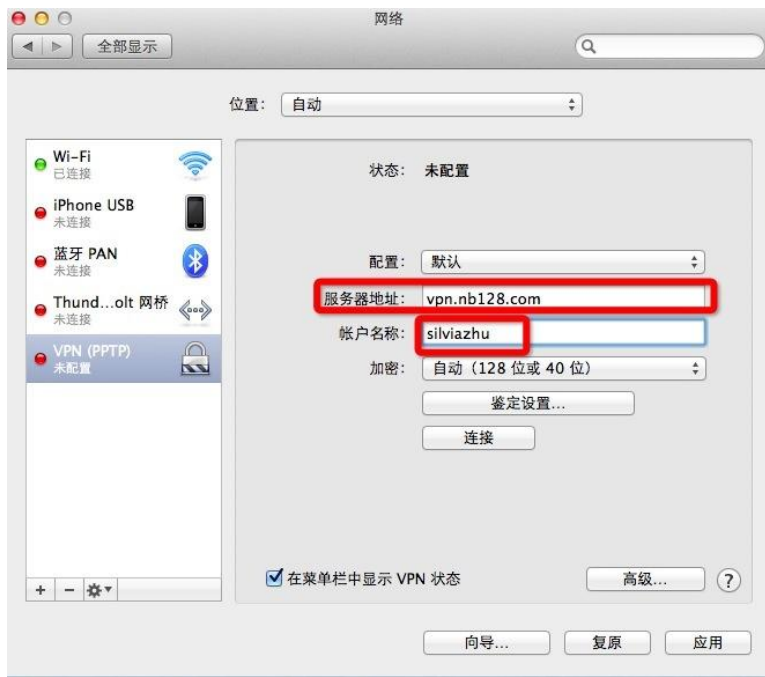 网络
全部显示
位置： 自动
Wi-Fi
已连接
iPhone USB
未连接
蓝牙 PAN
未连接
Thund...olt 网桥
未连接
VPN (PPTP)
未配置
状态： 未配置
配置： 默认
服务器地址： vpn.nb128.com
帐户名称： silviazhu
加密： 自动（128 位或 40 位）
鉴定设置...
连接
在菜单栏中显示 VPN 状态
高级...
?
+ −
向导...
复原
应用